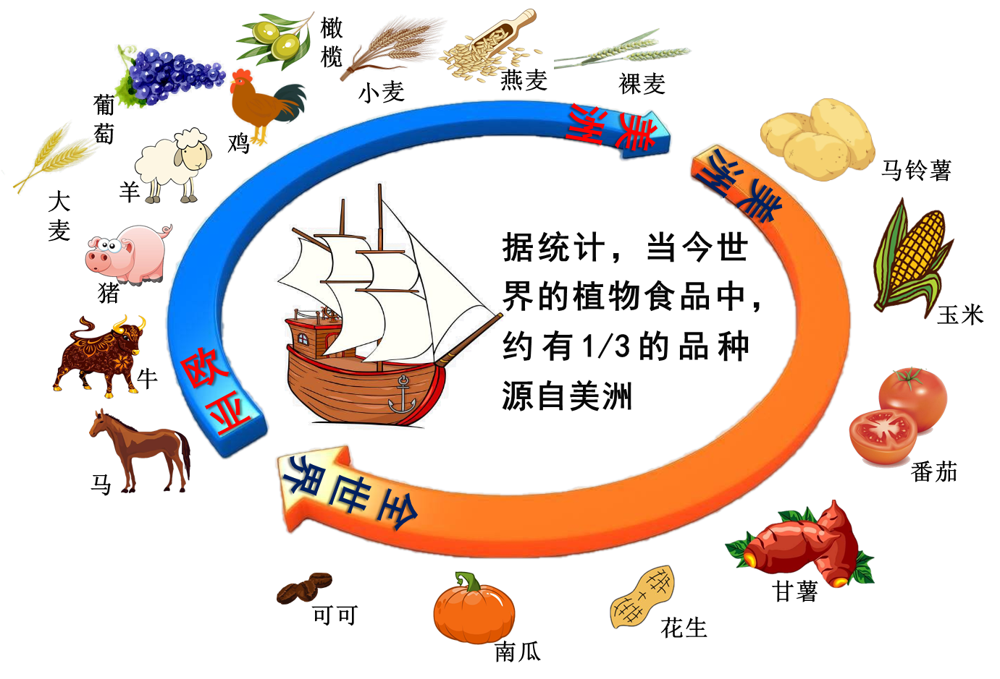 橄榄
小麦
燕麦
裸麦
葡萄
鸡
大麦
羊
猪
牛
马
欧亚
美洲
美洲
全世界
据统计，当今世
界的植物食品中，
约有1/3的品种
源自美洲
马铃薯
玉米
番茄
甘薯
花生
南瓜
可可